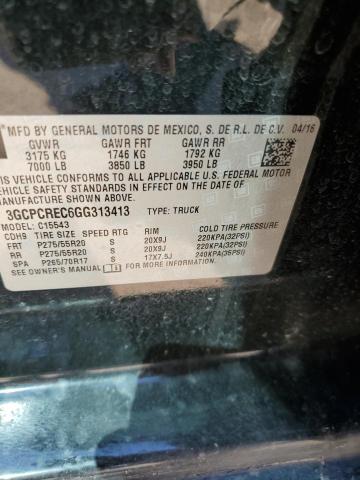 MFD BY GENERAL MOTORS DE MEXICO, S. DE R.L. DE C.V. 04/16
GVWR GAWR FRT GAWR RR
3175 KG 1746 KG 1792 KG
7000 LB 3850 LB 3950 LB
THIS VEHICLE CONFORMS TO ALL APPLICABLE U.S. FEDERAL MOTOR
VEHICLE SAFETY STANDARDS IN EFFECT ON THE DATE OF
MANUFACTURE SHOWN ABOVE.
3GCPCREC6GG313413 TYPE: TRUCK
MODEL: C15543
CDH9 TIRE SIZE SPEED RTG RIM COLD TIRE PRESSURE
FRT P275/55R20 S 20X9J 220KPA(32PSI)
RR P275/55R20 S 20X9J 220KPA(32PSI)
SPA P265/70R17 S 17X7.5J 240KPA(35PSI)
SEE OWNER'S MANUAL FOR ADDITIONAL INFORMATION